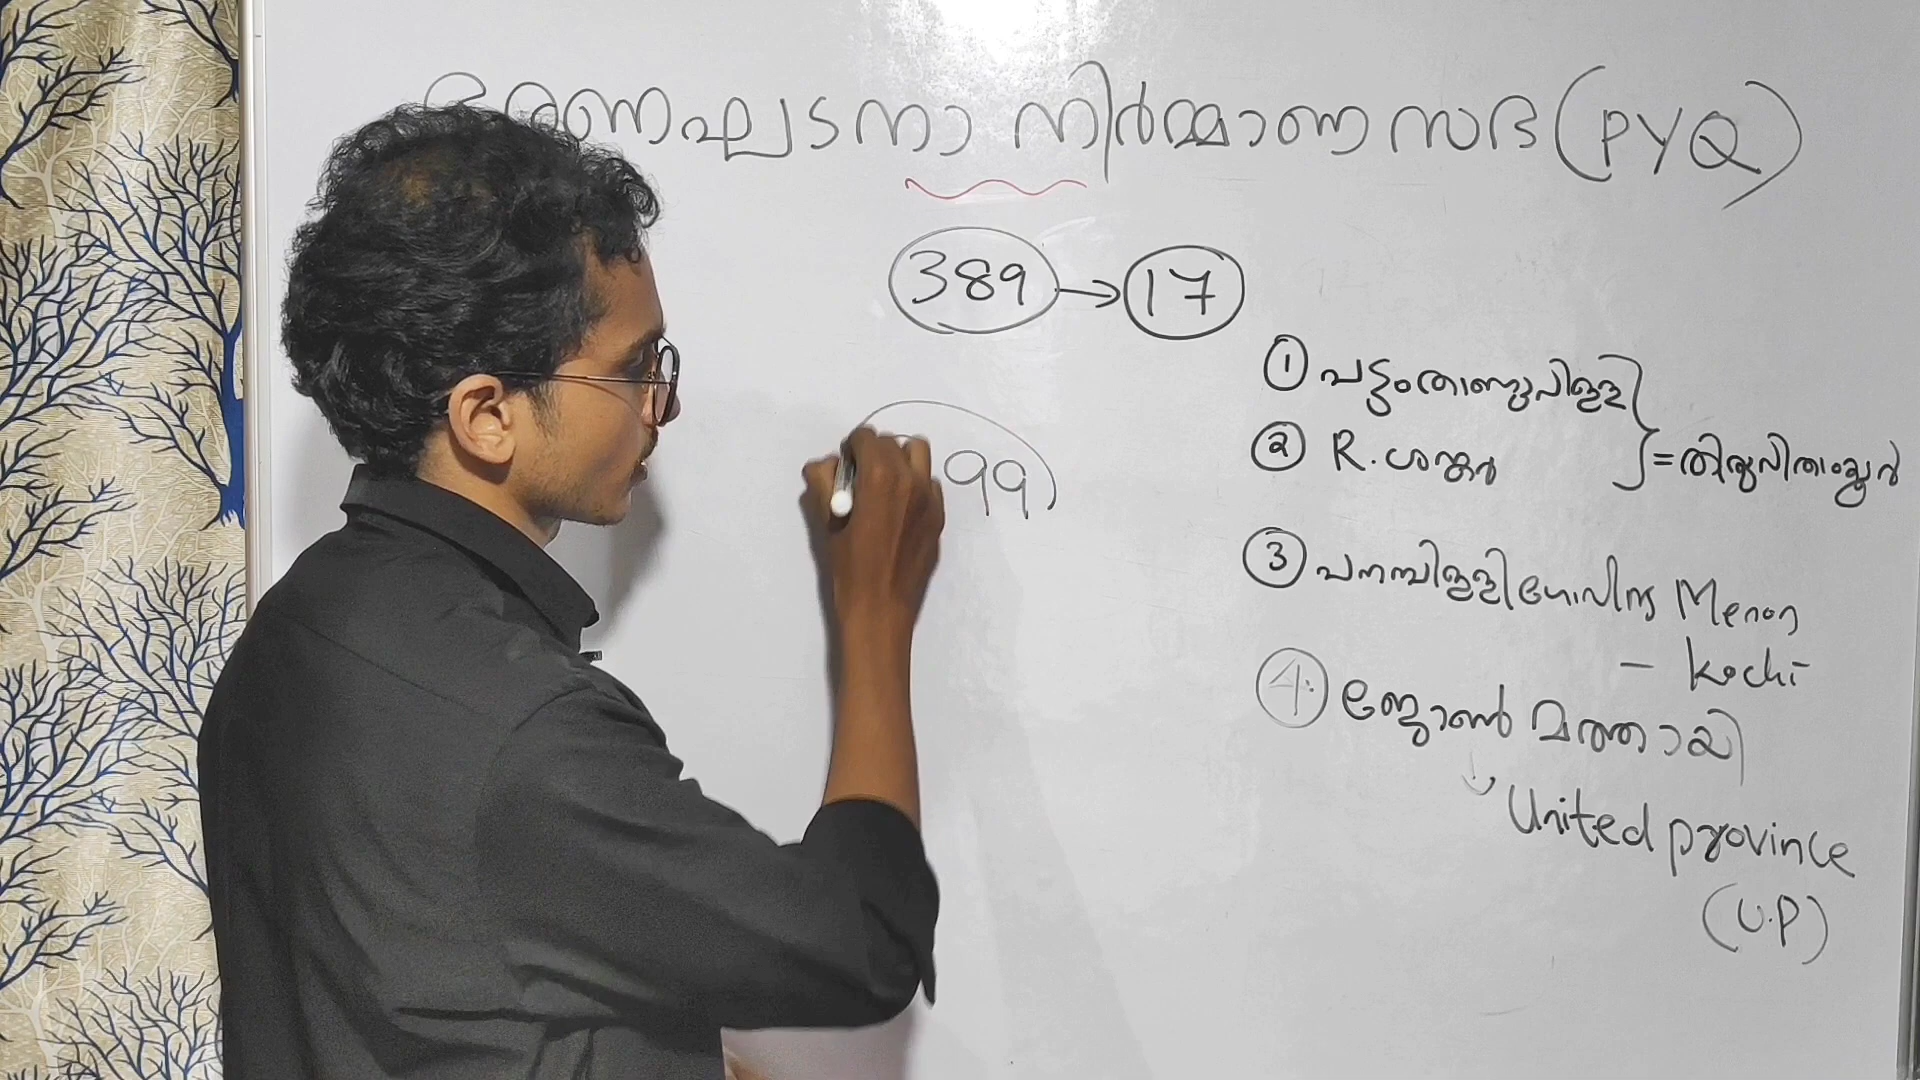 ഭരണഘടനാ നിർമ്മാണസഭ (PYQ)
389 → 17
① പട്ടംതാണുപിള്ള
② R. ശങ്കർ
= തിരുവിതാംകൂർ
99
③ പനമ്പിള്ളി ഗോവിന്ദ Menon
- Kochi
④ ജോൺ മത്തായി
United province
(U.P)